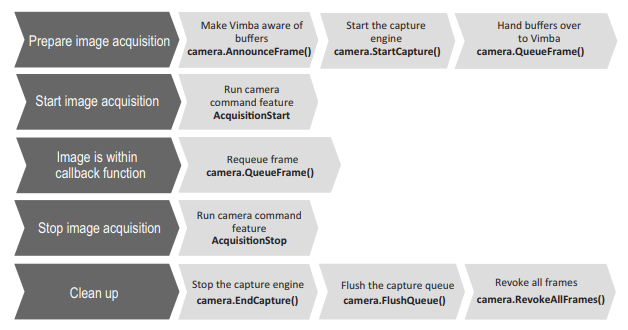 Prepare image acquisition
Make Vimba aware of
buffers
camera.AnnounceFrame()
Start the capture
engine
camera.StartCapture()
Hand buffers over
to Vimba
camera.QueueFrame()
Start image acquisition
Run camera
command feature
AcquisitionStart
Image is within
callback function
Requeue frame
camera.QueueFrame()
Stop image acquisition
Run camera command
feature
AcquisitionStop
Clean up
Stop the capture engine
camera.EndCapture()
Flush the capture queue
camera.FlushQueue()
Revoke all frames
camera.RevokeAllFrames()